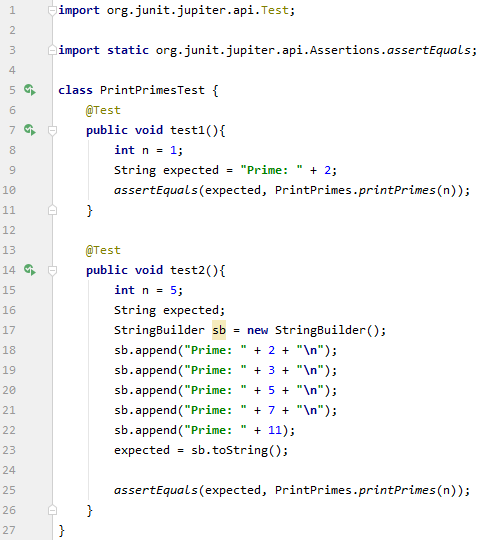 1 import org.junit.jupiter.api.Test;
2
3 import static org.junit.jupiter.api.Assertions.assertEquals;
4
5 class PrintPrimesTest {
6     @Test
7     public void test1(){
8         int n = 1;
9         String expected = "Prime: " + 2;
10         assertEquals(expected, PrintPrimes.printPrimes(n));
11     }
12
13     @Test
14     public void test2(){
15         int n = 5;
16         String expected;
17         StringBuilder sb = new StringBuilder();
18         sb.append("Prime: " + 2 + "\n");
19         sb.append("Prime: " + 3 + "\n");
20         sb.append("Prime: " + 5 + "\n");
21         sb.append("Prime: " + 7 + "\n");
22         sb.append("Prime: " + 11);
23         expected = sb.toString();
24
25         assertEquals(expected, PrintPrimes.printPrimes(n));
26     }
27 }